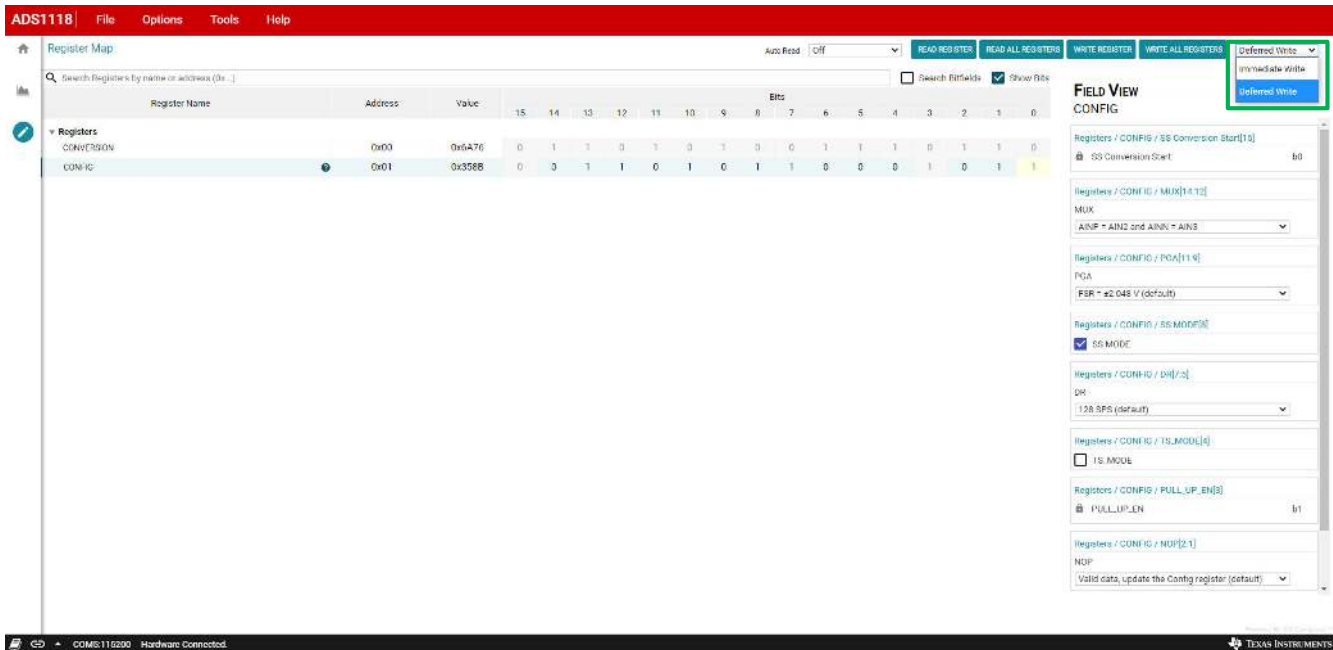 ADS1118 File Options Tools Help
Register Map
Auto Read Off READ REGISTER READ ALL REGISTERS WRITE REGISTER WRITE ALL REGISTERS Deferred Write
Immediate Write
Deferred Write
Search Registers by name or address (0x...) Search Bitfields Show Bits
Register Name Address Value Bits
15 14 13 12 11 10 9 8 7 6 5 4 3 2 1 0
Registers
CONVERSION 0x00 0x6A76 0 1 1 0 1 0 1 0 0 1 1 1 0 1 1 0
CONFIG 0x01 0x358B 0 0 1 1 0 1 0 1 1 0 0 0 1 0 1 1
FIELD VIEW
CONFIG
Registers / CONFIG / SS Conversion Start[15]
SS Conversion Start b0
Registers / CONFIG / MUX[14:12]
MUX
AINP = AIN2 and AINN = AIN3
Registers / CONFIG / PGA[11:9]
PGA
FSR = ±2.048 V (default)
Registers / CONFIG / SS MODE[8]
SS MODE
Registers / CONFIG / DR[7:5]
DR
128 SPS (default)
Registers / CONFIG / TS_MODE[4]
TS_MODE
Registers / CONFIG / PULL_UP_EN[3]
PULL_UP_EN b1
Registers / CONFIG / NOP[2:1]
NOP
Valid data, update the Config register (default)
COM5:115200 Hardware Connected.
TEXAS INSTRUMENTS